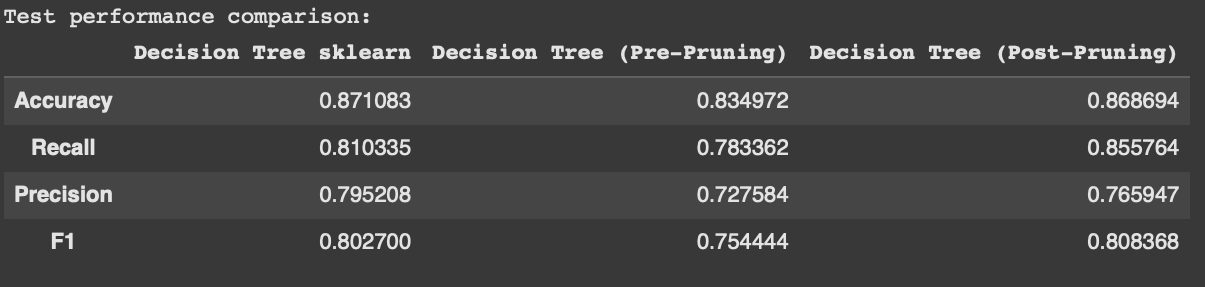 Test performance comparison:
Decision Tree sklearn Decision Tree (Pre-Pruning) Decision Tree (Post-Pruning)
Accuracy 0.871083 0.834972 0.868694
Recall 0.810335 0.783362 0.855764
Precision 0.795208 0.727584 0.765947
F1 0.802700 0.754444 0.808368